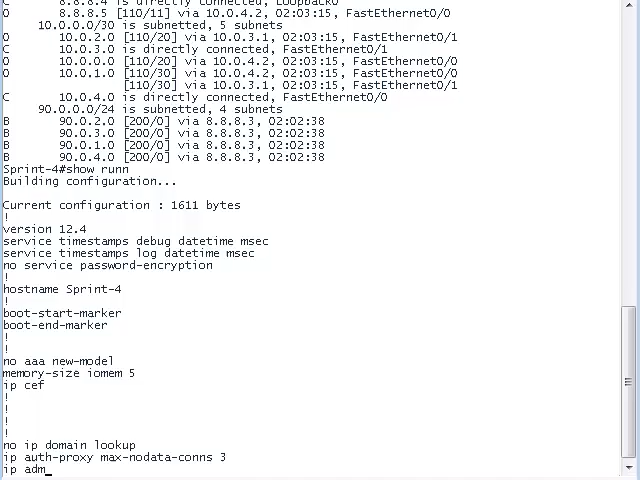 C 8.8.8.4 is directly connected, Loopback0
O 8.8.8.5 [110/11] via 10.0.4.2, 02:03:15, FastEthernet0/0
10.0.0.0/30 is subnetted, 5 subnets
O 10.0.2.0 [110/20] via 10.0.3.1, 02:03:15, FastEthernet0/1
C 10.0.3.0 is directly connected, FastEthernet0/1
O 10.0.0.0 [110/20] via 10.0.4.2, 02:03:15, FastEthernet0/0
O 10.0.1.0 [110/30] via 10.0.4.2, 02:03:15, FastEthernet0/0
[110/30] via 10.0.3.1, 02:03:15, FastEthernet0/1
C 10.0.4.0 is directly connected, FastEthernet0/0
90.0.0.0/24 is subnetted, 4 subnets
B 90.0.2.0 [200/0] via 8.8.8.3, 02:02:38
B 90.0.3.0 [200/0] via 8.8.8.3, 02:02:38
B 90.0.1.0 [200/0] via 8.8.8.3, 02:02:38
B 90.0.4.0 [200/0] via 8.8.8.3, 02:02:38
Sprint-4#show runn
Building configuration...
Current configuration : 1611 bytes
!
version 12.4
service timestamps debug datetime msec
service timestamps log datetime msec
no service password-encryption
!
hostname Sprint-4
!
boot-start-marker
boot-end-marker
!
!
no aaa new-model
memory-size iomem 5
ip cef
!
!
!
!
no ip domain lookup
ip auth-proxy max-nodata-conns 3
ip adm_